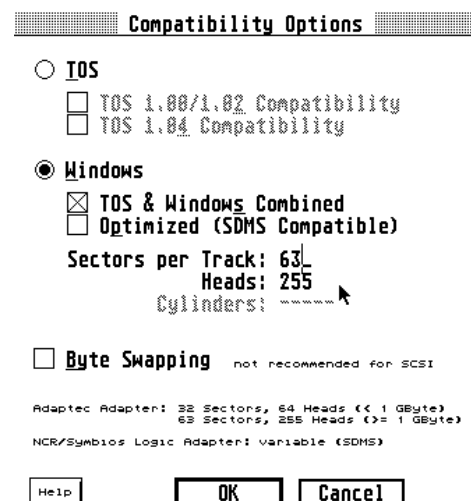 Compatibility Options
TOS
TOS 1.00/1.02 Compatibility
TOS 1.04 Compatibility
Windows
TOS & Windows Combined
Optimized (SDMS Compatible)
Sectors per Track: 63_
Heads: 255
Cylinders: -----
Byte Swapping not recommended for SCSI
Adaptec Adapter: 32 Sectors, 64 Heads (< 1 GByte)
63 Sectors, 255 Heads (>= 1 GByte)
NCR/Symbios Logic Adapter: variable (SDMS)
Help OK Cancel